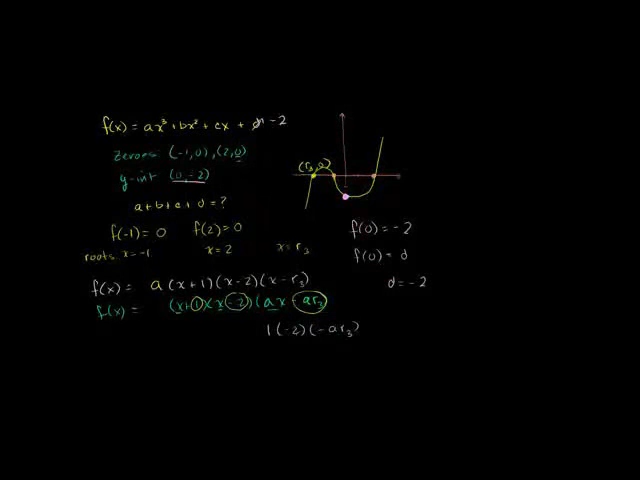 f(x) = ax³ + bx² + cx + -2
zeroes: (-1,0), (2,0)
y-int (0,-2)
(r₃,0)
a+b+c+d=?
f(-1)=0 f(2)=0
roots: x=-1 x=2 x=r₃
f(0)=-2
f(0)=d
d=-2
f(x) = a(x+1)(x-2)(x-r₃)
f(x) = (x+1)(x-2)(ax-ar₃)
1(-2)(-ar₃)